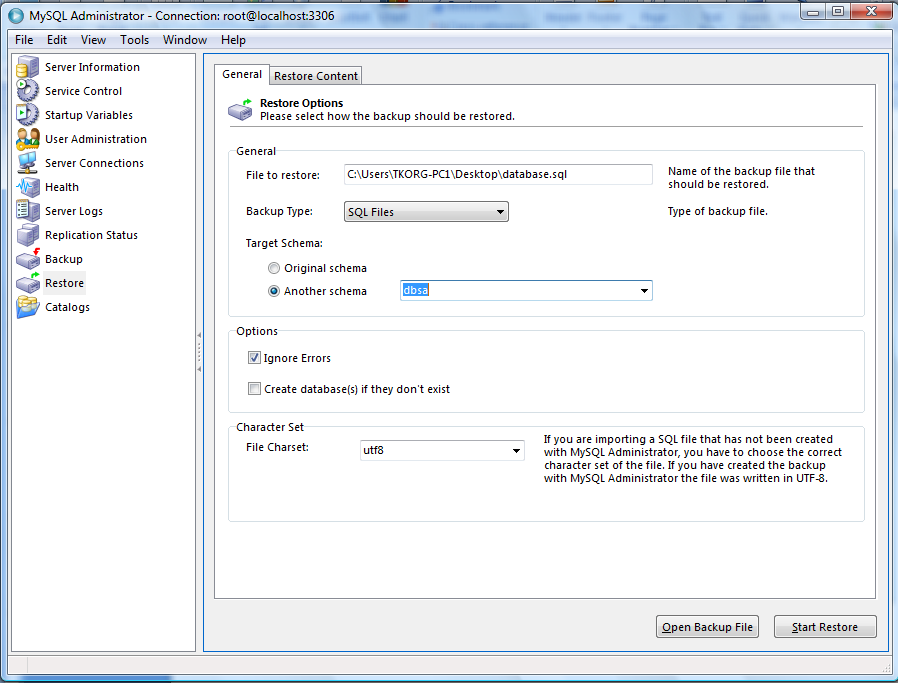 MySQL Administrator - Connection: root@localhost:3306
File Edit View Tools Window Help
Server Information
Service Control
Startup Variables
User Administration
Server Connections
Health
Server Logs
Replication Status
Backup
Restore
Catalogs
General Restore Content
Restore Options
Please select how the backup should be restored.
General
File to restore: C:\Users\TKORG-PC1\Desktop\database.sql
Name of the backup file that
should be restored.
Backup Type: SQL Files
Type of backup file.
Target Schema:
Original schema
Another schema dbsa
Options
Ignore Errors
Create database(s) if they don't exist
Character Set
File Charset: utf8
If you are importing a SQL file that has not been created
with MySQL Administrator, you have to choose the correct
character set of the file. If you have created the backup
with MySQL Administrator the file was written in UTF-8.
Open Backup File Start Restore